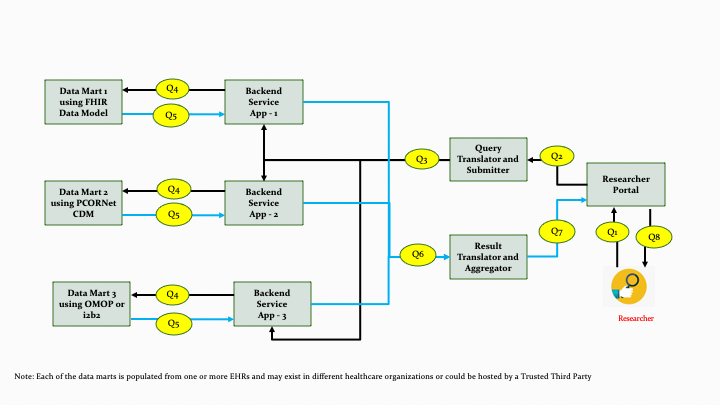 Data Mart 1
using FHIR
Data Model
Q4
Q5
Backend
Service
App - 1
Query
Translator and
Submitter
Q3
Q2
Researcher
Portal
Data Mart 2
using PCORNet
CDM
Q4
Q5
Backend
Service
App - 2
Q6
Result
Translator and
Aggregator
Q7
Q1
Q8
Data Mart 3
using OMOP or
i2b2
Q4
Q5
Backend
Service
App - 3
Researcher
Note: Each of the data marts is populated from one or more EHRs and may exist in different healthcare organizations or could be hosted by a Trusted Third Party